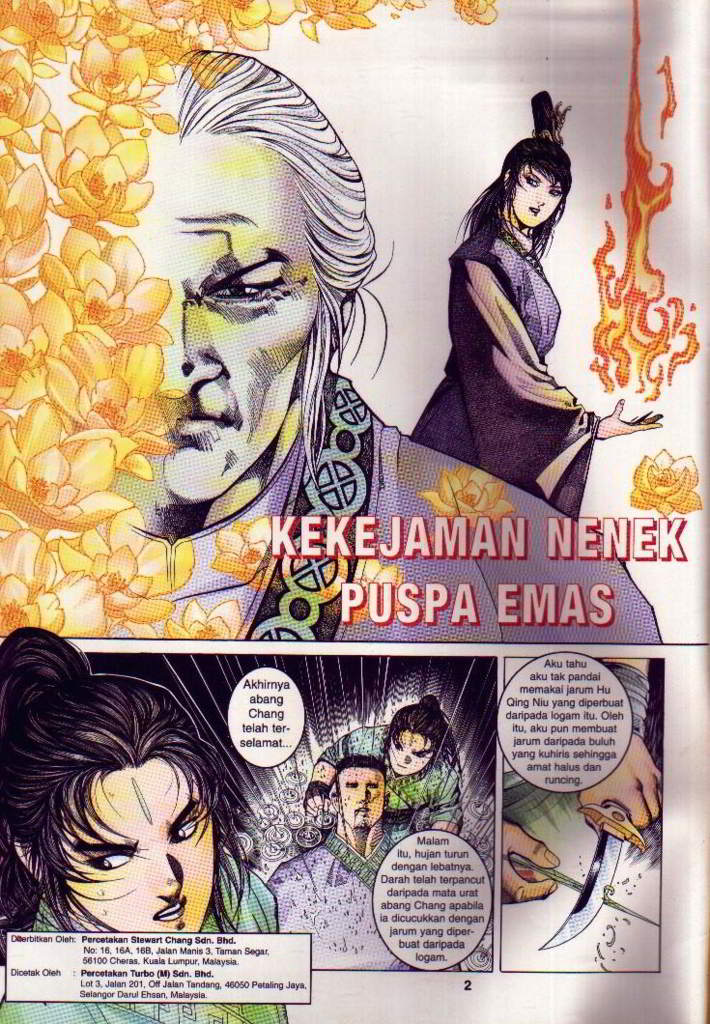 KEKEJAMAN NENEK
PUSPA EMAS
Akhirnya
abang
Chang
telah ter-
selamat...
Malam
itu, hujan turun
dengan lebatnya.
Darah telah terpancut
daripada mata urat
abang Chang apabila
ia dicucukkan dengan
jarum yang diper-
buat daripada
logam.
Aku tahu
aku tak pandai
memakai jarum Hu
Qing Niu yang diperbuat
daripada logam itu. Oleh
itu, aku pun membuat
jarum daripada buluh
yang kuhiris sehingga
amat halus dan
runcing.
Diterbitkan Oleh: Percetakan Stewart Chang Sdn. Bhd.
No: 16, 16A, 16B, Jalan Manis 3, Taman Segar,
56100 Cheras, Kuala Lumpur, Malaysia.
Dicetak Oleh : Percetakan Turbo (M) Sdn. Bhd.
Lot 3, Jalan 201, Off Jalan Tandang, 46050 Petaling Jaya,
Selangor Darul Ehsan, Malaysia.
2